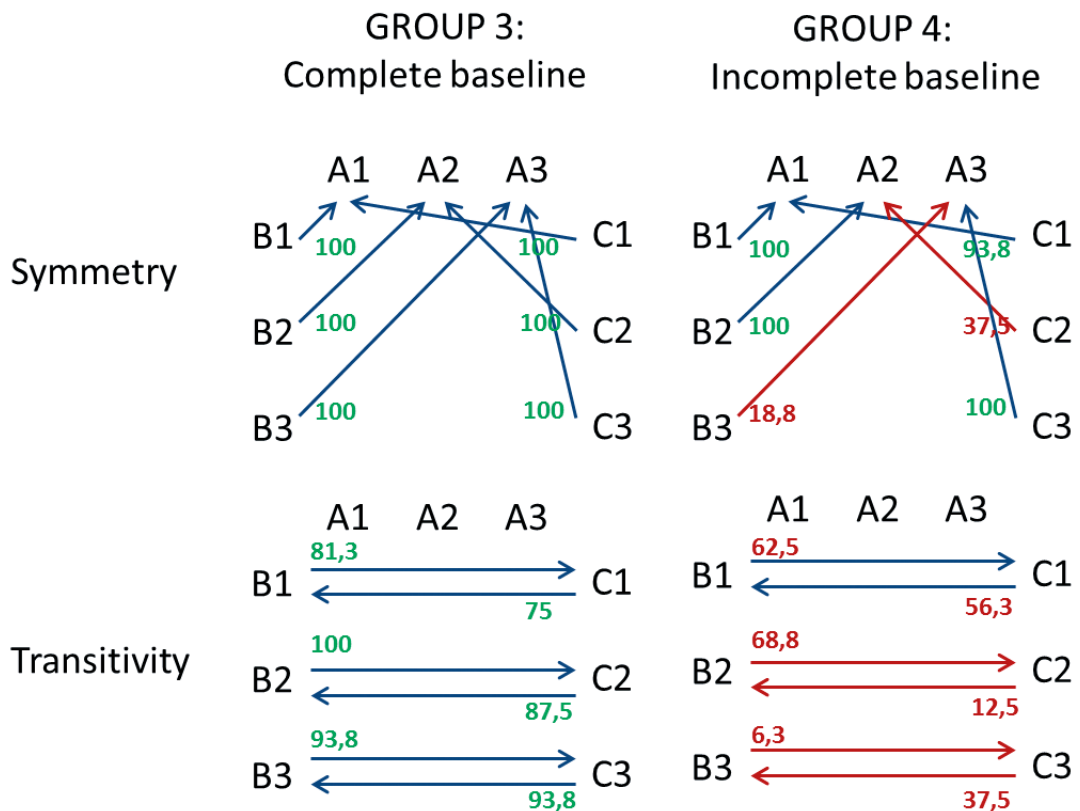 GROUP 3:
Complete baseline
GROUP 4:
Incomplete baseline
Symmetry
A1 A2 A3
B1 100 100 C1
B2 100 100 C2
B3 100 100 C3
A1 A2 A3
B1 100 93,8 C1
B2 100 37,5 C2
B3 18,8 100 C3
Transitivity
A1 A2 A3
81,3
B1 C1
75
100
B2 C2
87,5
93,8
B3 C3
93,8
A1 A2 A3
62,5
B1 C1
56,3
68,8
B2 C2
12,5
6,3
B3 C3
37,5